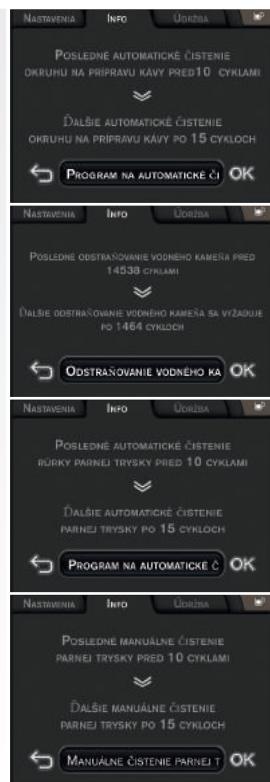 Nastavenia Info Údržba
Posledné automatické čistenie
okruhu na prípravu kávy pred10 cyklami
Ďalšie automatické čistenie
okruhu na prípravu kávy po 15 cykloch
Program na automatické či OK
Nastavenia Info Údržba
Posledné odstraňovanie vodného kameňa pred
14538 cyklami
Ďalšie odstraňovanie vodného kameňa sa vyžaduje
po 1464 cykloch
Odstraňovanie vodného ka OK
Nastavenia Info Údržba
Posledné automatické čistenie
rúrky parnej trysky pred 10 cyklami
Ďalšie automatické čistenie
parnej trysky po 15 cykloch
Program na automatické č OK
Nastavenia Info Údržba
Posledné manuálne čistenie
parnej trysky pred 10 cyklami
Ďalšie manuálne čistenie
parnej trysky po 15 cykloch
Manuálne čistenie parnej t OK